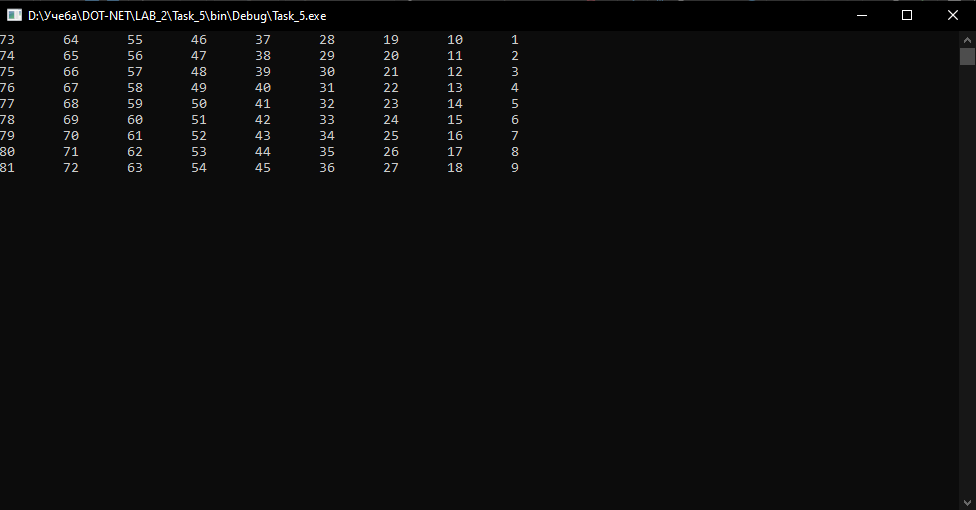 D:\Учеба\DOT-NET\LAB_2\Task_5\bin\Debug\Task_5.exe
73 64 55 46 37 28 19 10 1
74 65 56 47 38 29 20 11 2
75 66 57 48 39 30 21 12 3
76 67 58 49 40 31 22 13 4
77 68 59 50 41 32 23 14 5
78 69 60 51 42 33 24 15 6
79 70 61 52 43 34 25 16 7
80 71 62 53 44 35 26 17 8
81 72 63 54 45 36 27 18 9